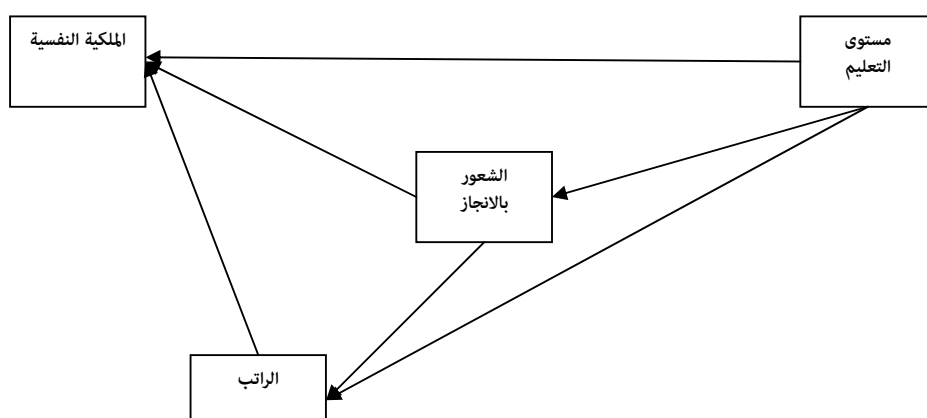 مستوى
التعليم
الملكية النفسية
الشعور
بالانجاز
الراتب